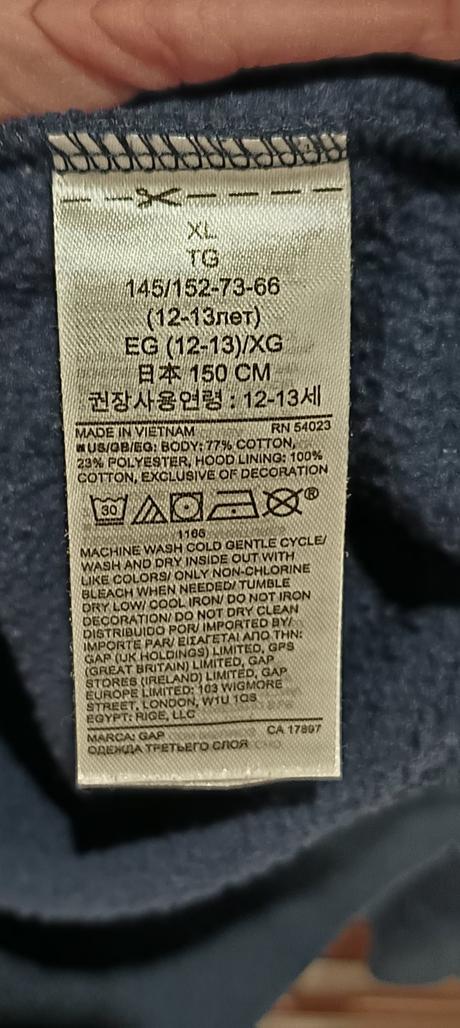 XL
TG
145/152-73-66
(12-13лет)
EG (12-13)/XG
日本 150 CM
권장사용연령 : 12-13세
MADE IN VIETNAM RN 54023
US/GB/EG: BODY: 77% COTTON,
23% POLYESTER, HOOD LINING: 100%
COTTON, EXCLUSIVE OF DECORATION
30 ®
1166
MACHINE WASH COLD GENTLE CYCLE/
WASH AND DRY INSIDE OUT WITH
LIKE COLORS/ ONLY NON-CHLORINE
BLEACH WHEN NEEDED/ TUMBLE
DRY LOW/ COOL IRON/ DO NOT IRON
DECORATION/ DO NOT DRY CLEAN
DISTRIBUIDO POR/ IMPORTED BY/
IMPORTE PAR/ ΕΙΣΑΓΕΤΑΙ ΑΠΟ ΤΗΝ:
GAP (UK HOLDINGS) LIMITED, GPS
(GREAT BRITAIN) LIMITED, GAP
STORES (IRELAND) LIMITED, GAP
EUROPE LIMITED: 103 WIGMORE
STREET, LONDON, W1U 1QS
EGYPT: RIGE, LLC
MARCA: GAP CA 17897
ОДЕЖДА ТРЕТЬЕГО СЛОЯ